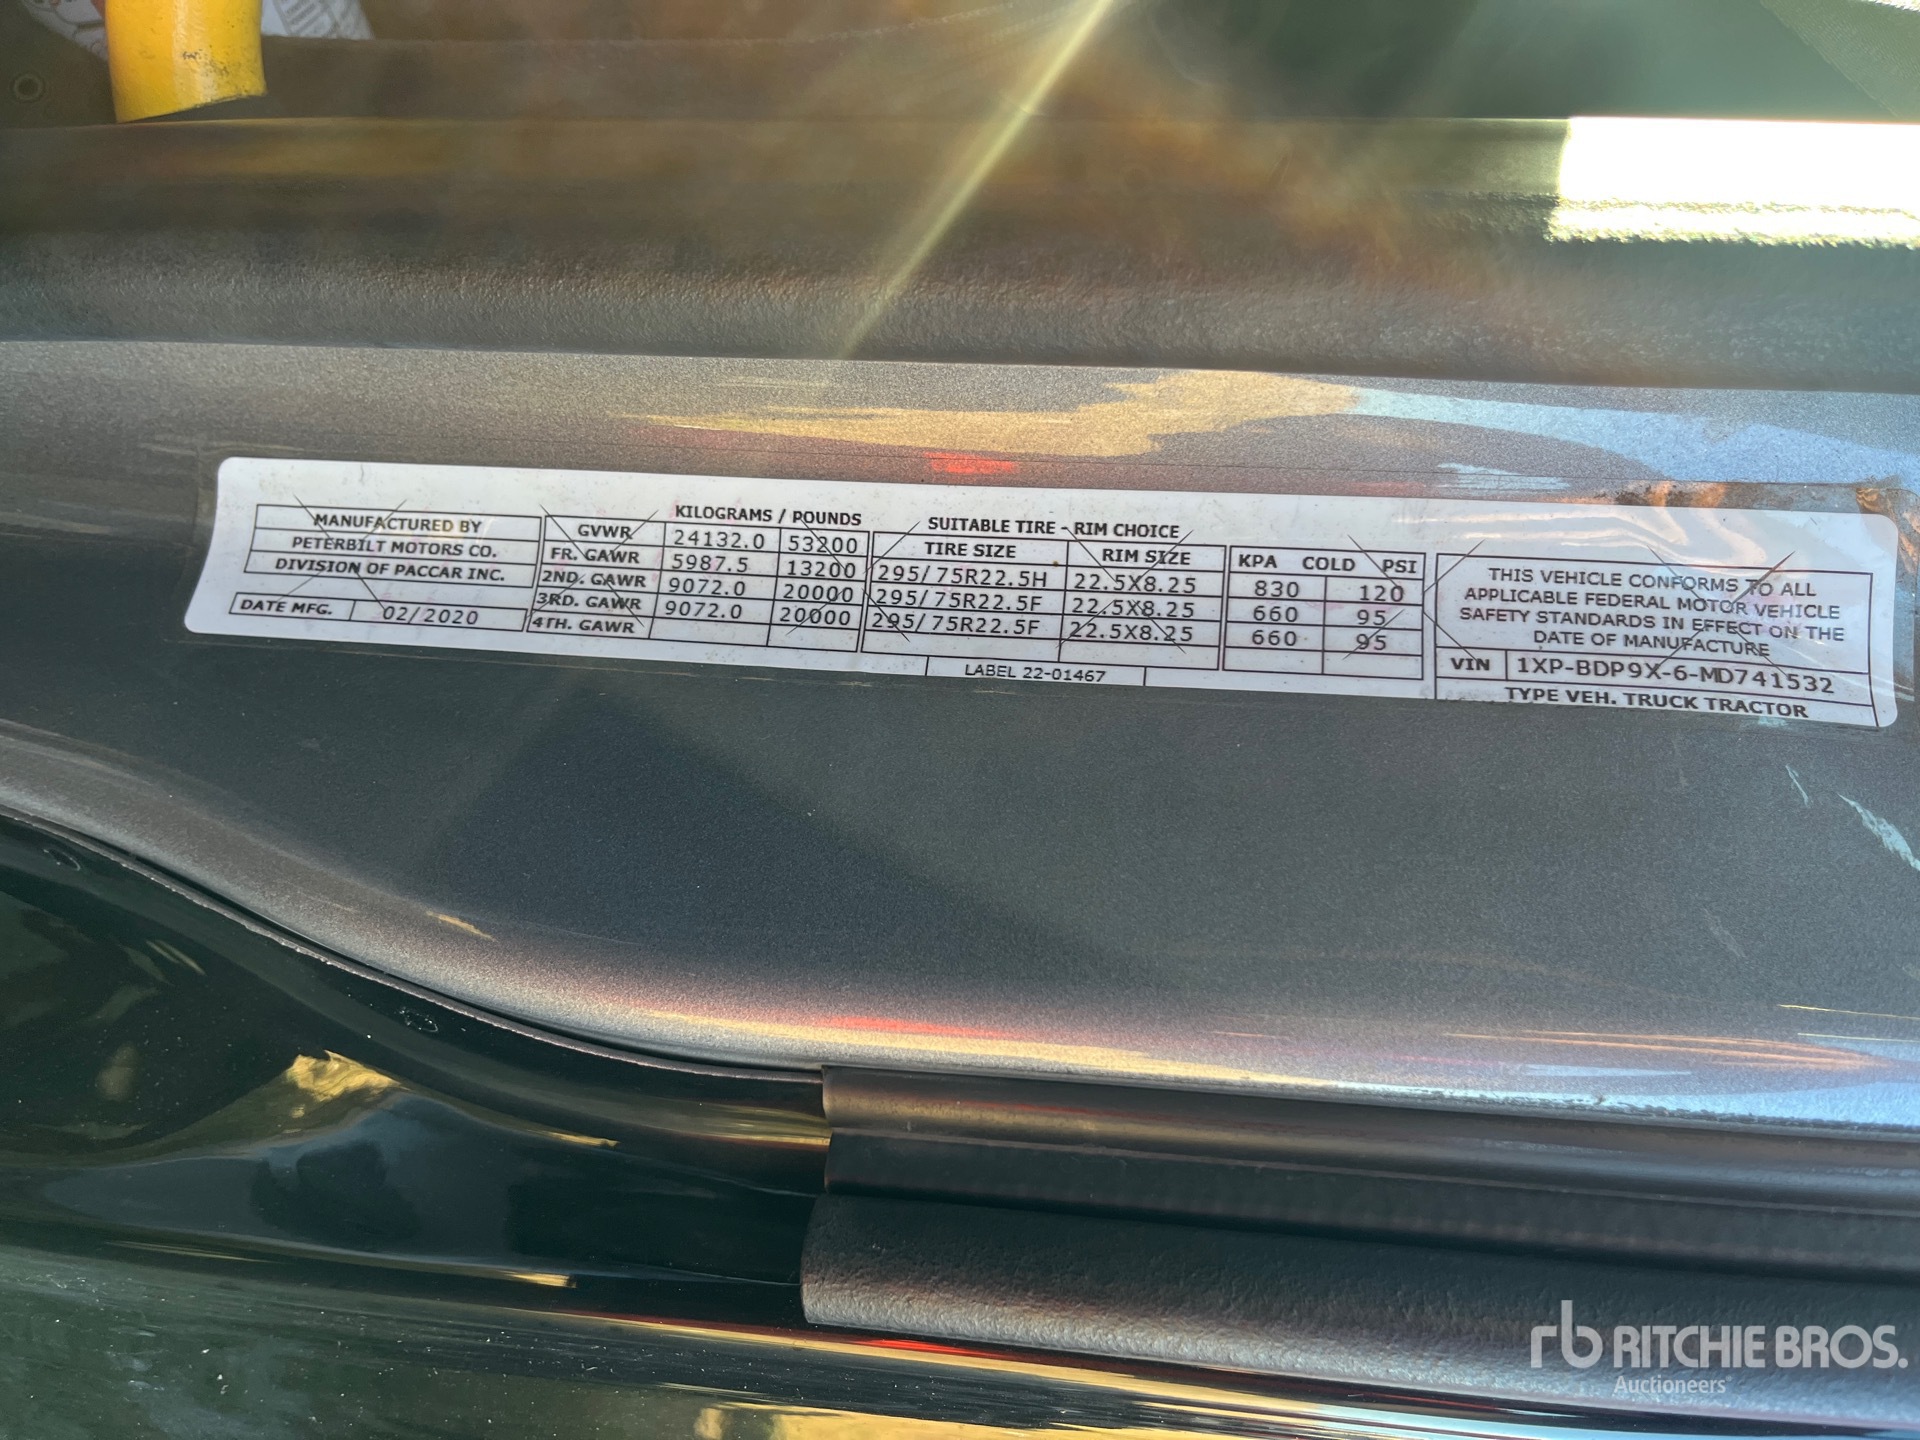 MANUFACTURED BY
PETERBILT MOTORS CO.
DIVISION OF PACCAR INC.
DATE MFG. 02/2020
KILOGRAMS / POUNDS
GVWR 24132.0 53200
FR. GAWR 5987.5 13200
2ND. GAWR 9072.0 20000
3RD. GAWR 9072.0 20000
4TH. GAWR
SUITABLE TIRE - RIM CHOICE
TIRE SIZE RIM SIZE
295/75R22.5H 22.5X8.25
295/75R22.5F 22.5X8.25
295/75R22.5F 22.5X8.25
KPA COLD PSI
830 120
660 95
660 95
LABEL 22-01467
THIS VEHICLE CONFORMS TO ALL
APPLICABLE FEDERAL MOTOR VEHICLE
SAFETY STANDARDS IN EFFECT ON THE
DATE OF MANUFACTURE
VIN 1XP-BDP9X-6-MD741532
TYPE VEH. TRUCK TRACTOR
rb RITCHIE BROS.
Auctioneers